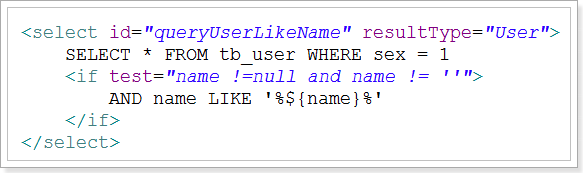 <select id="queryUserLikeName" resultType="User">
SELECT * FROM tb_user WHERE sex = 1
<if test="name !=null and name != ''">
AND name LIKE '%${name}%'
</if>
</select>